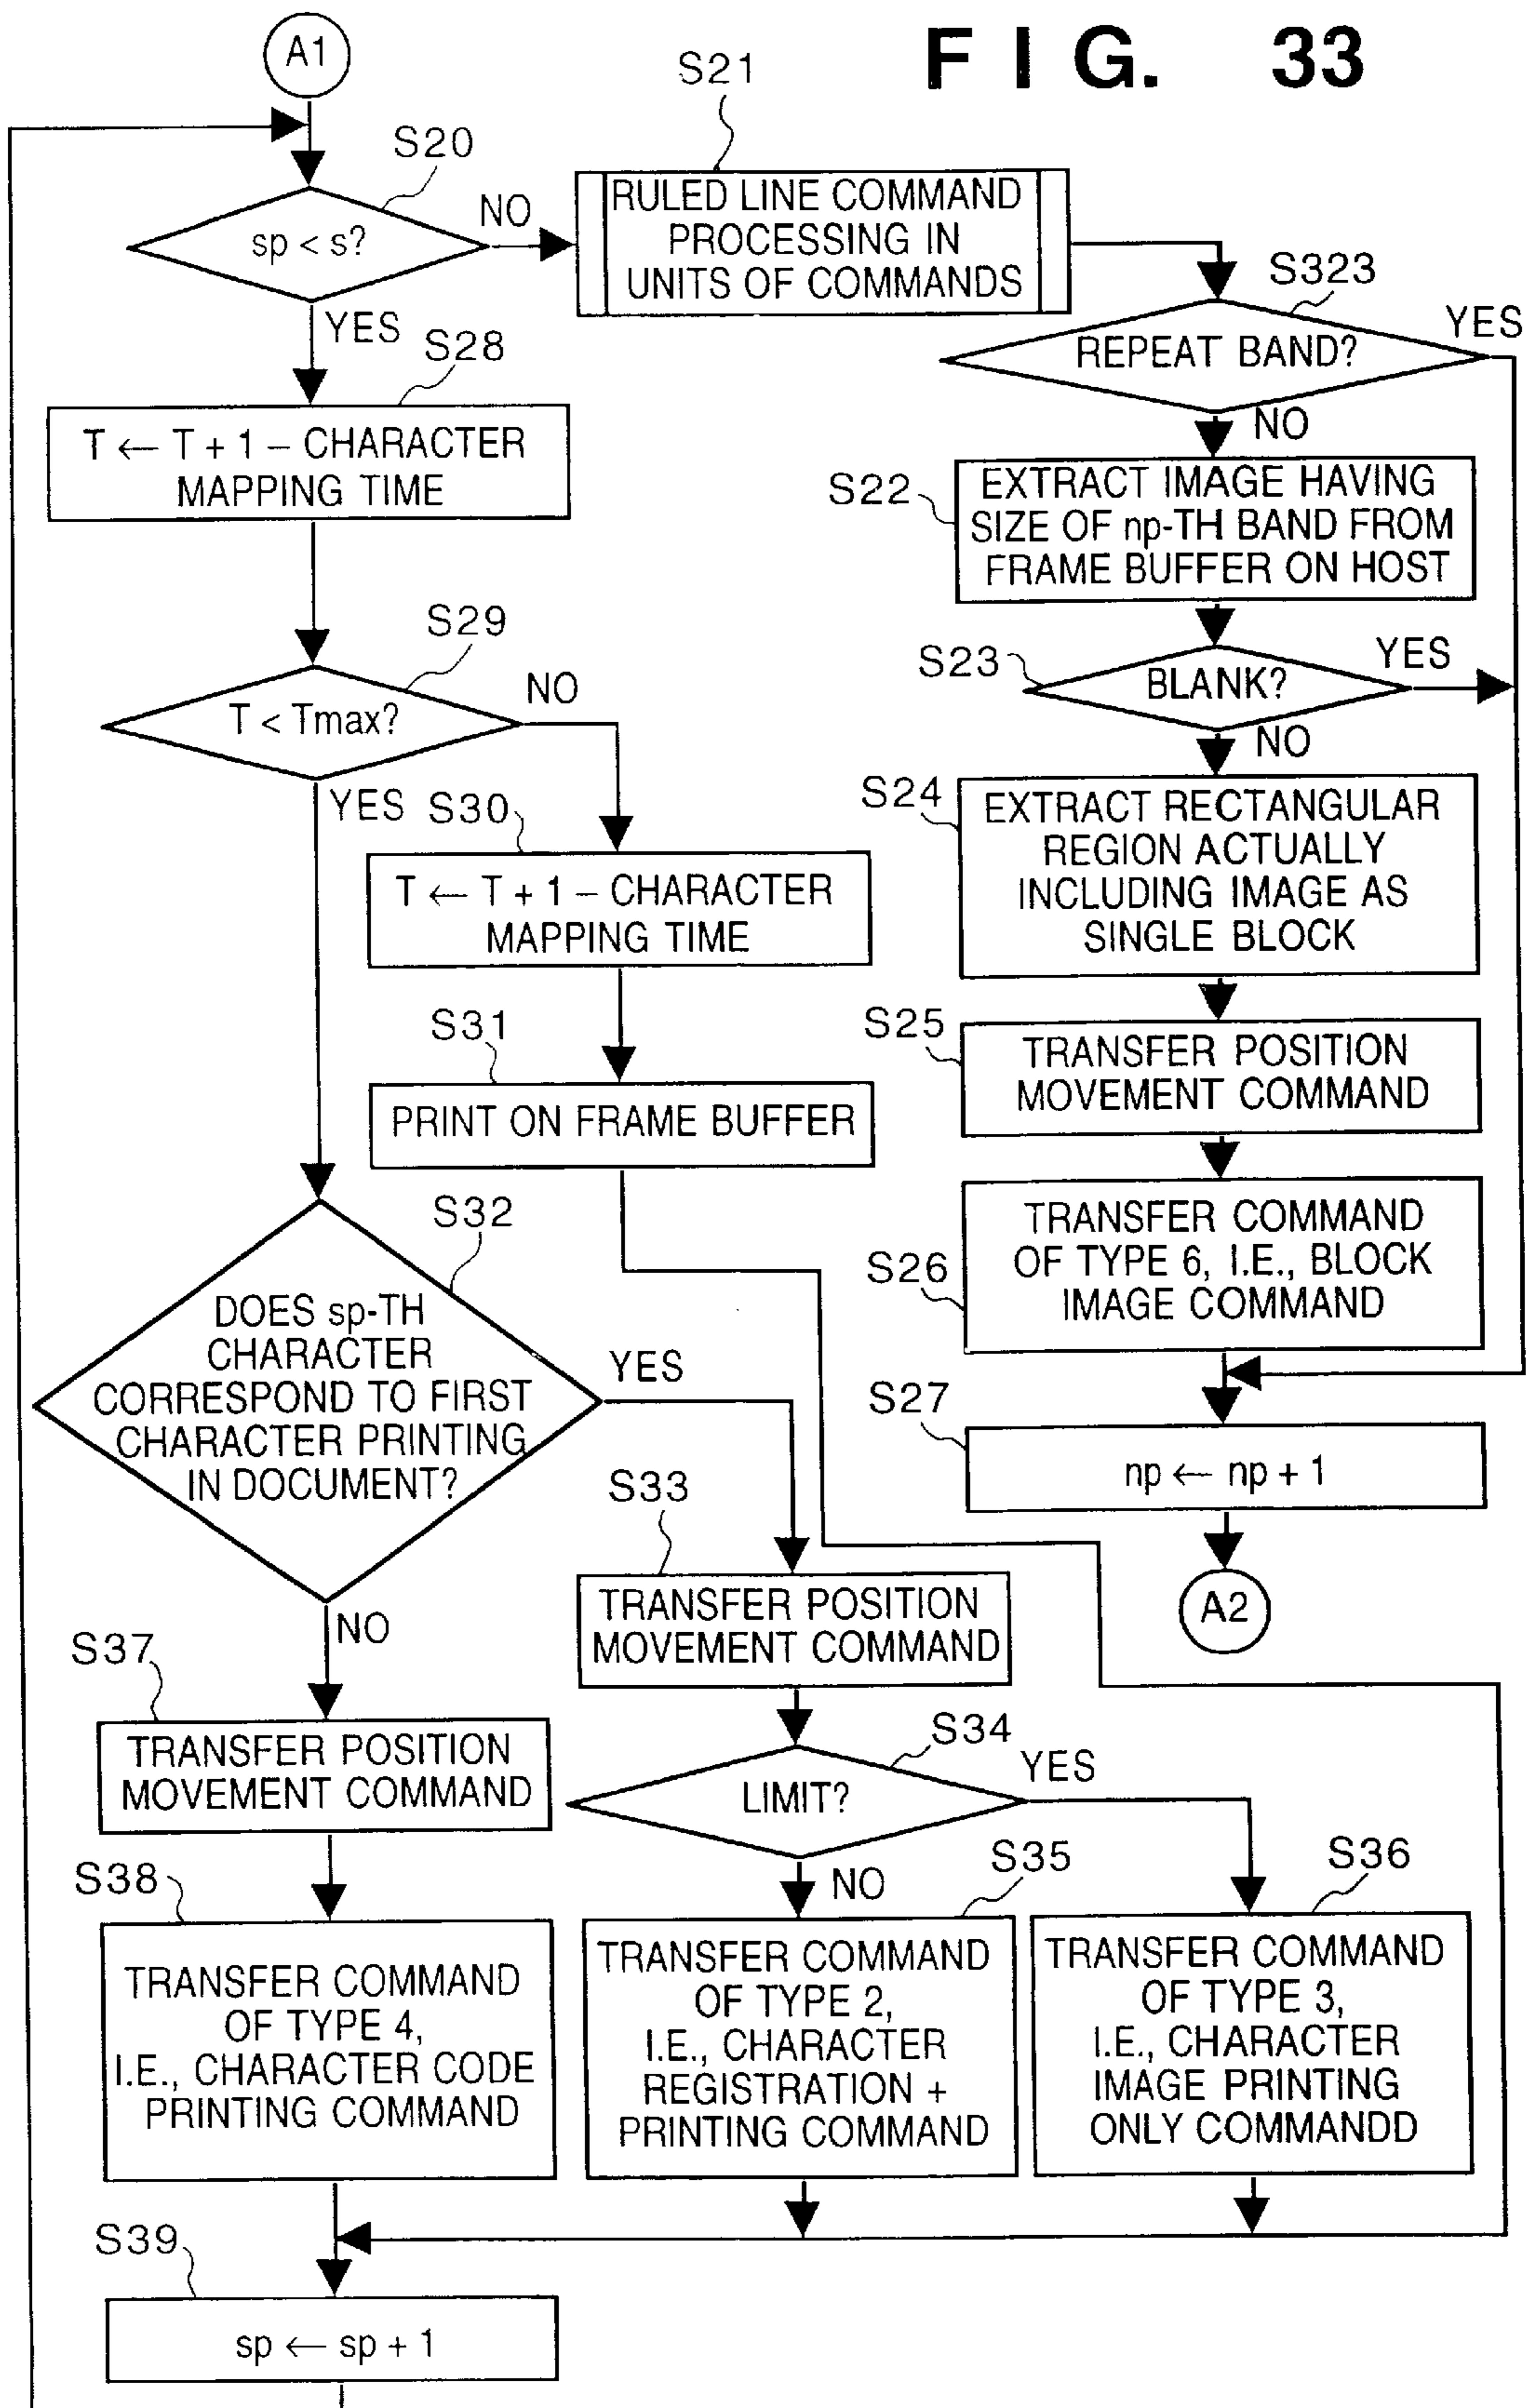 FIG. 33
A1
S20
sp < s?
NO
YES
S21
RULED LINE COMMAND
PROCESSING IN
UNITS OF COMMANDS
S323
REPEAT BAND?
YES
NO
S28
T ← T + 1 – CHARACTER
MAPPING TIME
S22
EXTRACT IMAGE HAVING
SIZE OF np-TH BAND FROM
FRAME BUFFER ON HOST
S29
T < Tmax?
NO
YES
S23
BLANK?
YES
NO
S30
T ← T + 1 – CHARACTER
MAPPING TIME
S24
EXTRACT RECTANGULAR
REGION ACTUALLY
INCLUDING IMAGE AS
SINGLE BLOCK
S31
PRINT ON FRAME BUFFER
S25
TRANSFER POSITION
MOVEMENT COMMAND
S32
DOES sp-TH
CHARACTER
CORRESPOND TO FIRST
CHARACTER PRINTING
IN DOCUMENT?
YES
NO
S26
TRANSFER COMMAND
OF TYPE 6, I.E., BLOCK
IMAGE COMMAND
S27
np ← np + 1
A2
S33
TRANSFER POSITION
MOVEMENT COMMAND
S37
TRANSFER POSITION
MOVEMENT COMMAND
S34
LIMIT?
YES
NO
S38
TRANSFER COMMAND
OF TYPE 4,
I.E., CHARACTER CODE
PRINTING COMMAND
S35
TRANSFER COMMAND
OF TYPE 2,
I.E., CHARACTER
REGISTRATION +
PRINTING COMMAND
S36
TRANSFER COMMAND
OF TYPE 3,
I.E., CHARACTER
IMAGE PRINTING
ONLY COMMANDD
S39
sp ← sp + 1